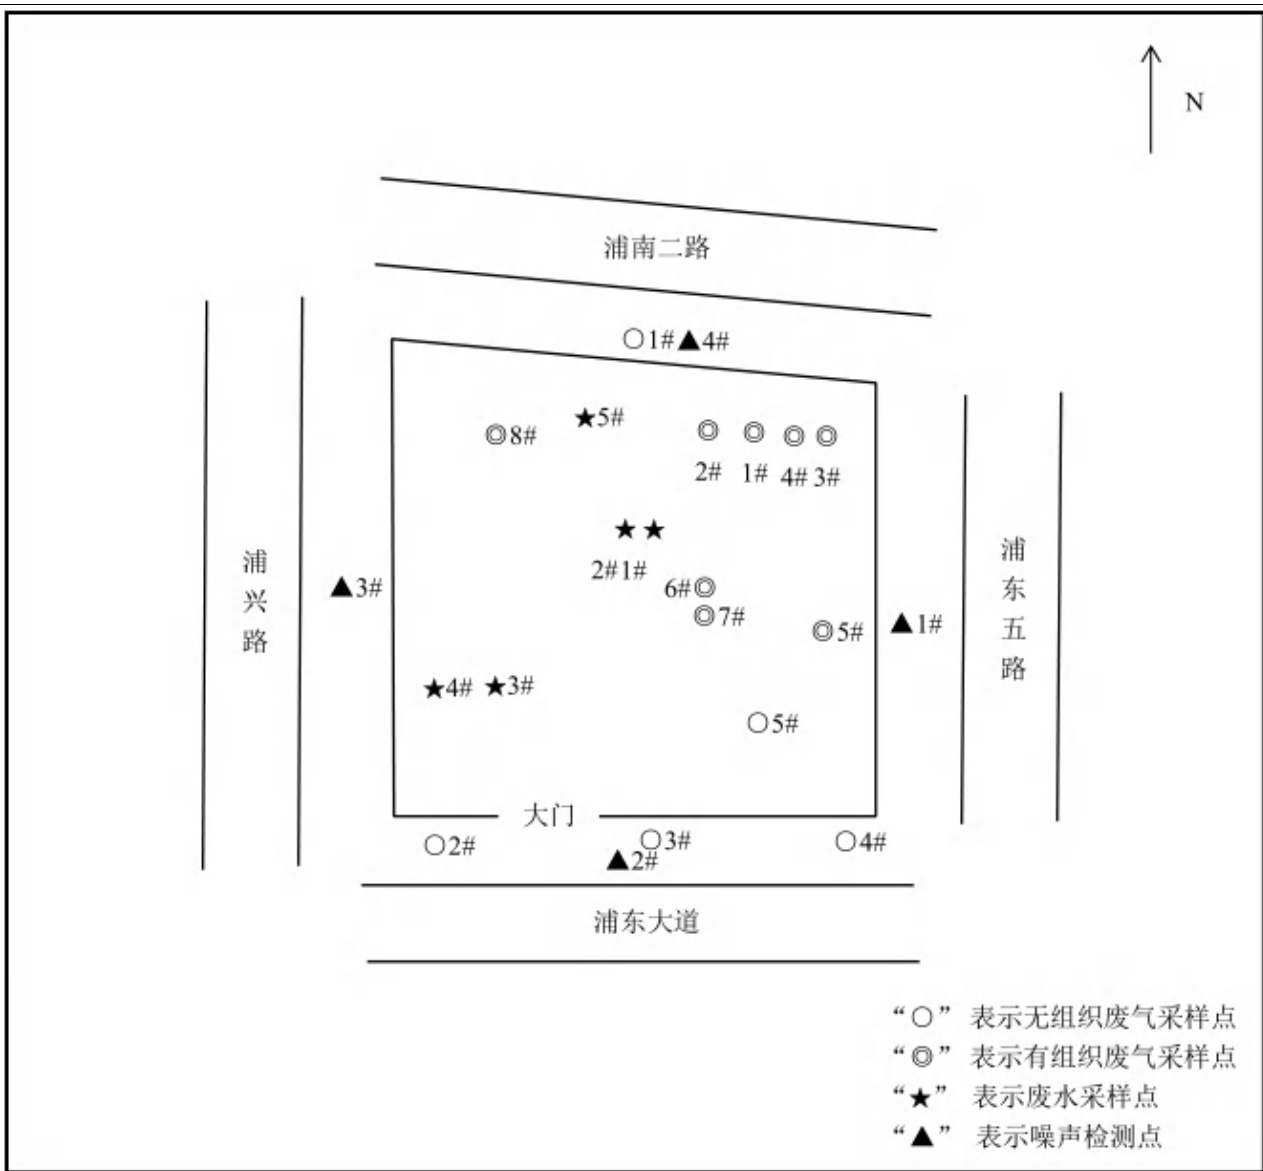 N
浦南二路
○1#▲4#
★5#
◎8#
◎ ◎ ◎ ◎
2# 1# 4# 3#
★ ★
2#1#
6#◎
◎7#
◎5#
▲3#
▲1#
浦兴路
浦东五路
★4# ★3#
○5#
大门
○2#
○3#
○4#
▲2#
浦东大道
“○” 表示无组织废气采样点
“◎” 表示有组织废气采样点
“★” 表示废水采样点
“▲” 表示噪声检测点